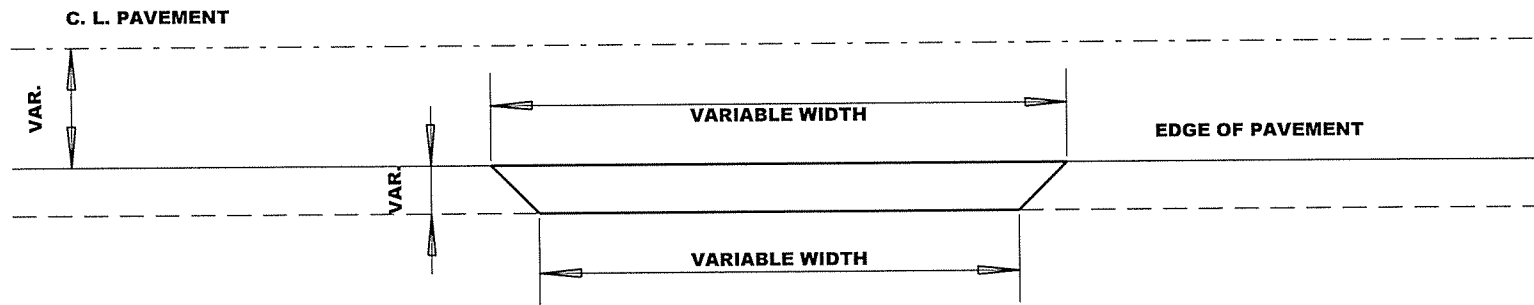 C. L. PAVEMENT
VAR.
VARIABLE WIDTH
EDGE OF PAVEMENT
VAR.
VARIABLE WIDTH